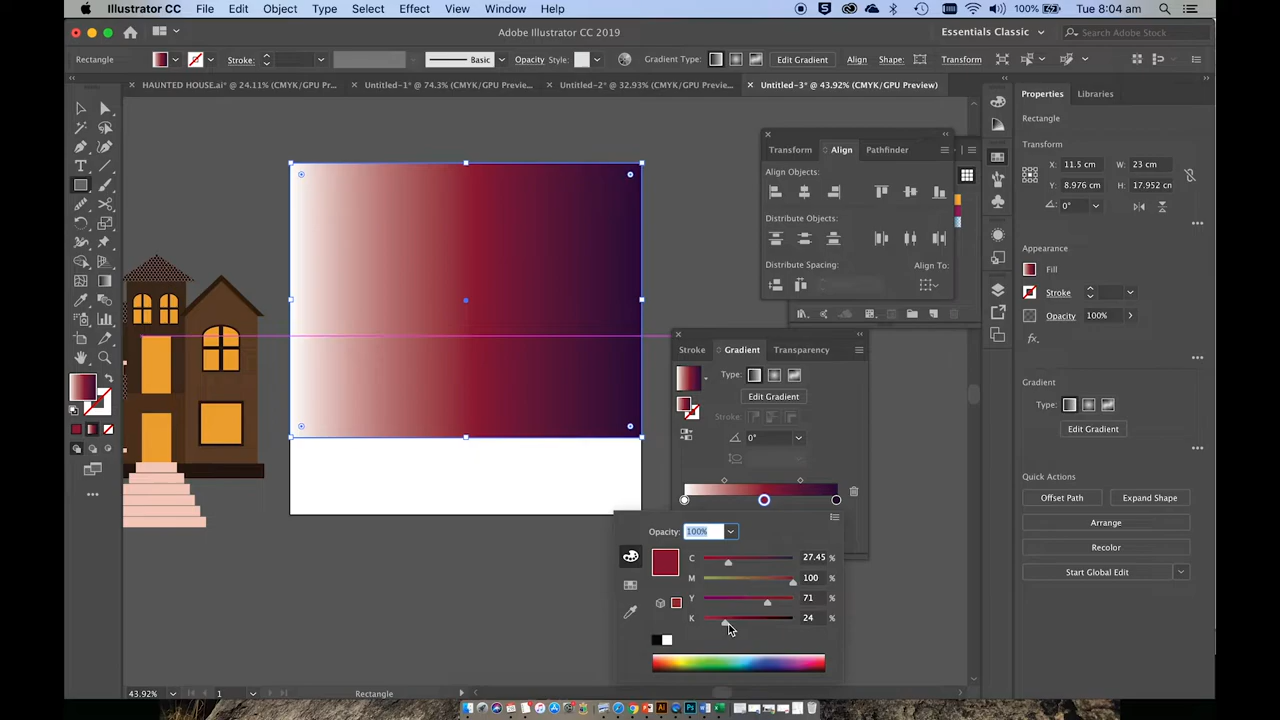 Illustrator CC File Edit Object Type Select Effect View Window Help 100% Tue 8:04 am
Adobe Illustrator CC 2019 Essentials Classic Search Adobe Stock
Rectangle Stroke: Basic Opacity Style: Gradient Type: Edit Gradient Align Shape: Transform
HAUNTED HOUSE.ai* @ 24.11% (CMYK/GPU Pr... Untitled-1* @ 74.3% (CMYK/GPU Previe... Untitled-2* @ 32.93% (CMYK/GPU Previe... Untitled-3* @ 43.92% (CMYK/GPU Preview)
Properties Libraries
Rectangle
Transform
X: 11.5 cm W: 23 cm
Y: 8.976 cm H: 17.952 cn
0°
Appearance
Fill
Stroke
Opacity 100%
fx.
Gradient
Type:
Edit Gradient
Quick Actions
Offset Path Expand Shape
Arrange
Recolor
Start Global Edit
Transform Align Pathfinder
Align Objects:
Distribute Objects:
Distribute Spacing: Align To:
Stroke Gradient Transparency
Type:
Edit Gradient
Stroke:
0°
Opacity: 100%
C 27.45 %
M 100 %
Y 71 %
K 24 %
43.92% 1 Rectangle